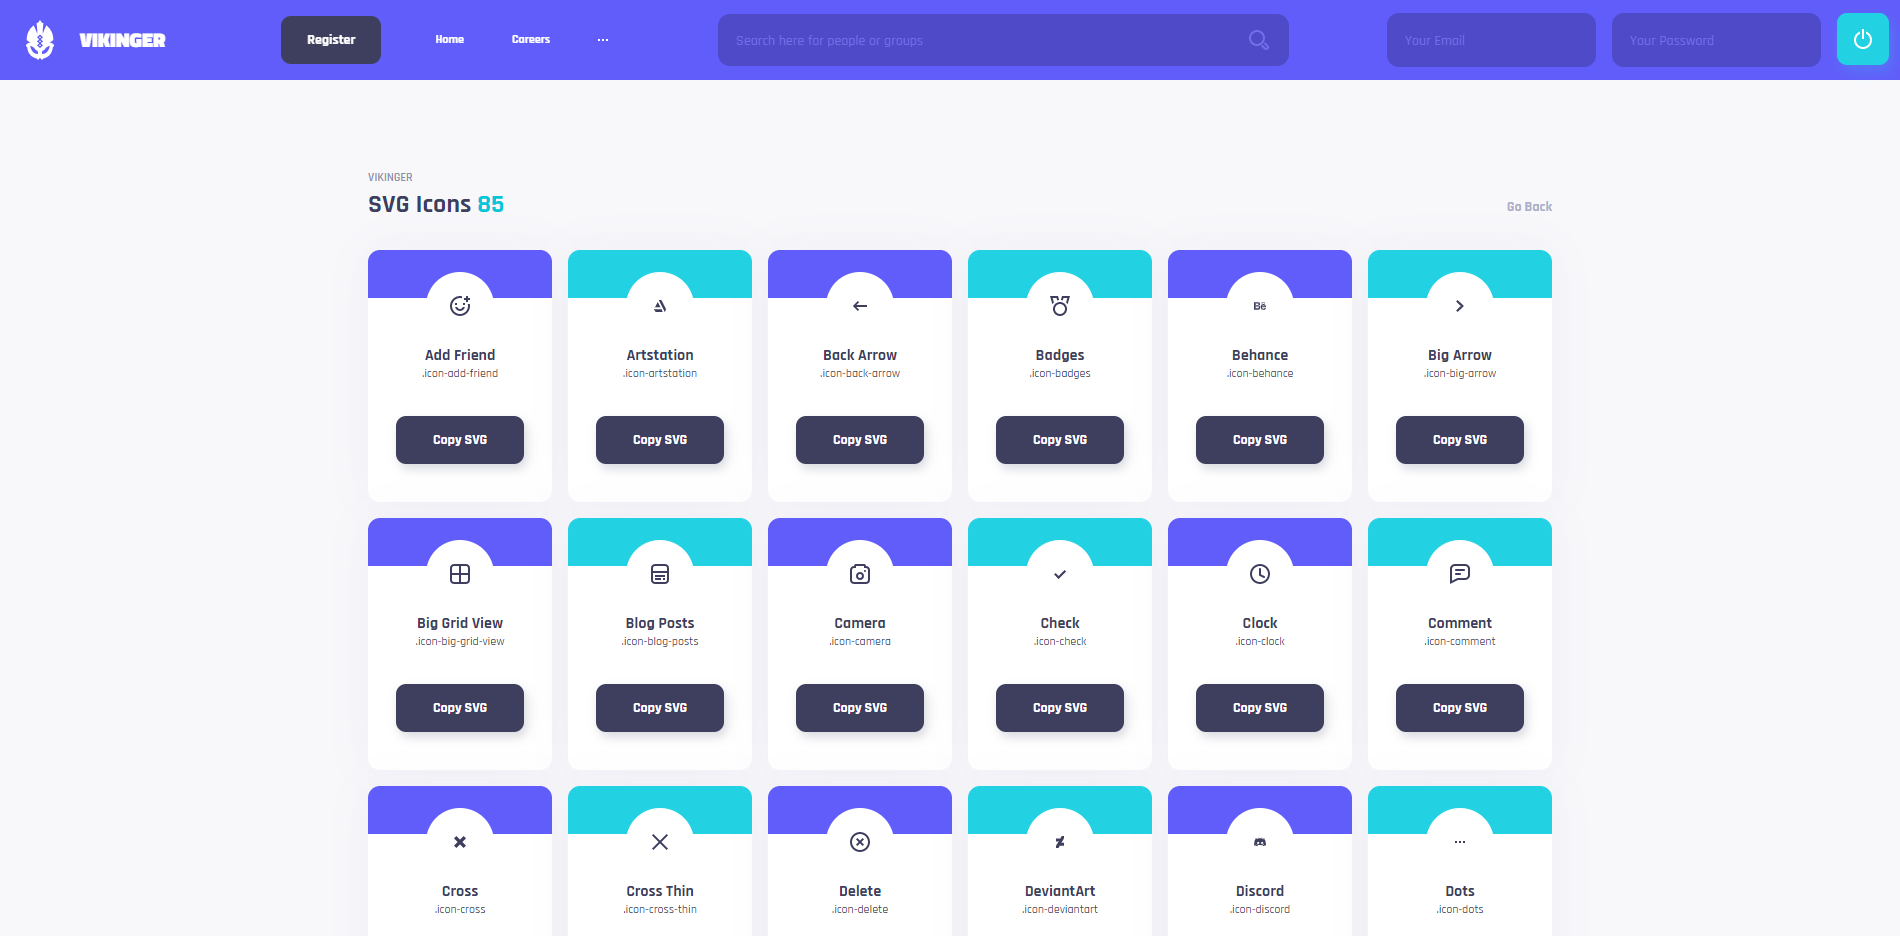 VIKINGER
Register
Home
Careers
Search here for people or groups
Your Email
Your Password
VIKINGER
SVG Icons 85
Go Back
Add Friend
.icon-add-friend
Copy SVG
Artstation
.icon-artstation
Copy SVG
Back Arrow
.icon-back-arrow
Copy SVG
Badges
.icon-badges
Copy SVG
Bē
Behance
.icon-behance
Copy SVG
Big Arrow
.icon-big-arrow
Copy SVG
Big Grid View
.icon-big-grid-view
Copy SVG
Blog Posts
.icon-blog-posts
Copy SVG
Camera
.icon-camera
Copy SVG
Check
.icon-check
Copy SVG
Clock
.icon-clock
Copy SVG
Comment
.icon-comment
Copy SVG
Cross
.icon-cross
Cross Thin
.icon-cross-thin
Delete
.icon-delete
DeviantArt
.icon-deviantart
Discord
.icon-discord
Dots
.icon-dots